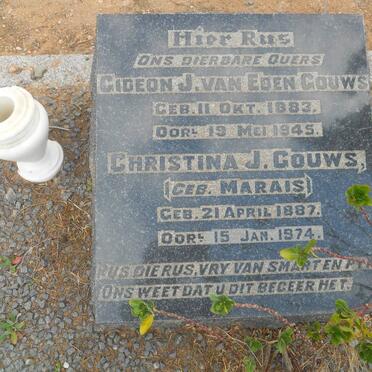 Hier Rus
Ons dierbare ouers
Gideon J. van Eden Gouws
Geb. 11 Okt. 1883.
Oorl. 19 Mei 1945.
Christina J. Gouws,
(Geb. Marais)
Geb. 21 April 1887.
Oorl. 15 Jan. 1974.
Rus die rus, vry van smarten
Ons weet dat u dit begeer het.